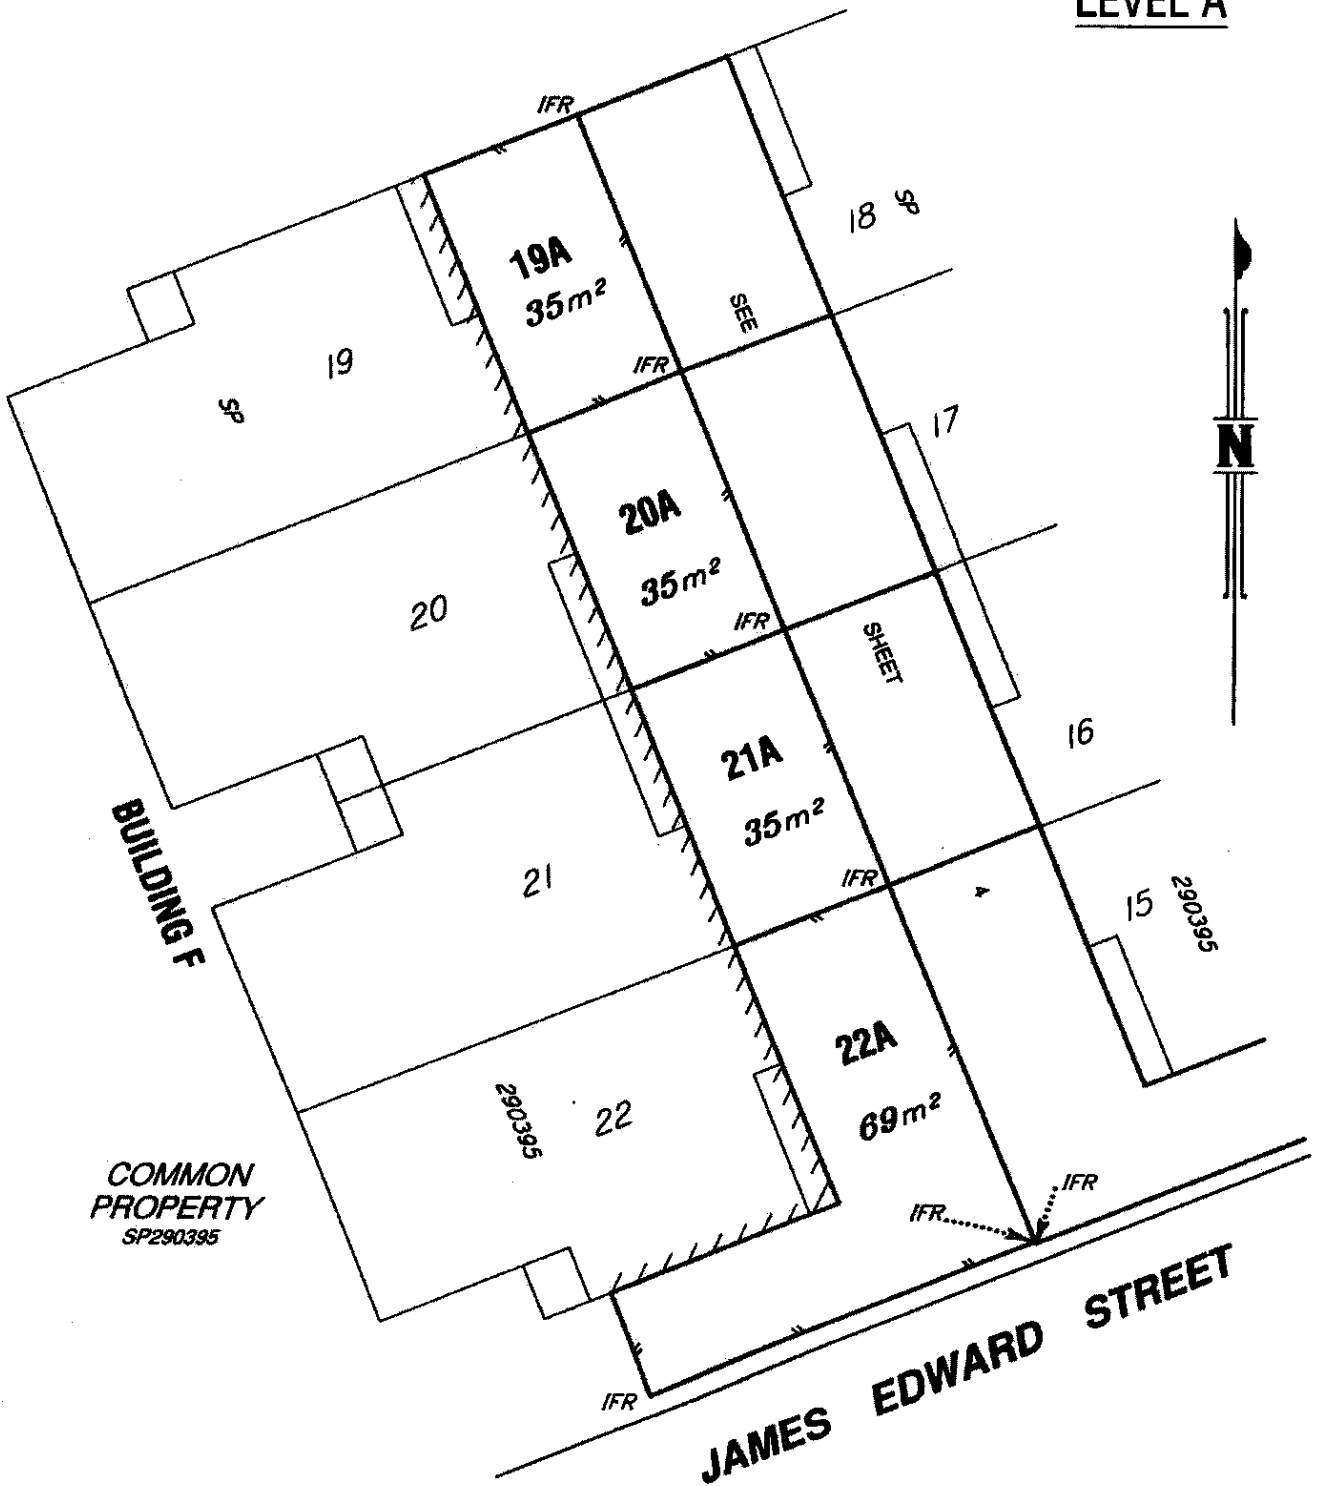 LEVEL A
IFR
18
SP
19A
35m²
SEE
19
SP
IFR
17
N
20A
35m²
20
IFR
SHEET
21A
35m²
16
BUILDING F
21
IFR
4
15
290395
22A
69m²
290395
22
COMMON
PROPERTY
SP290395
IFR
IFR
IFR
JAMES EDWARD STREET